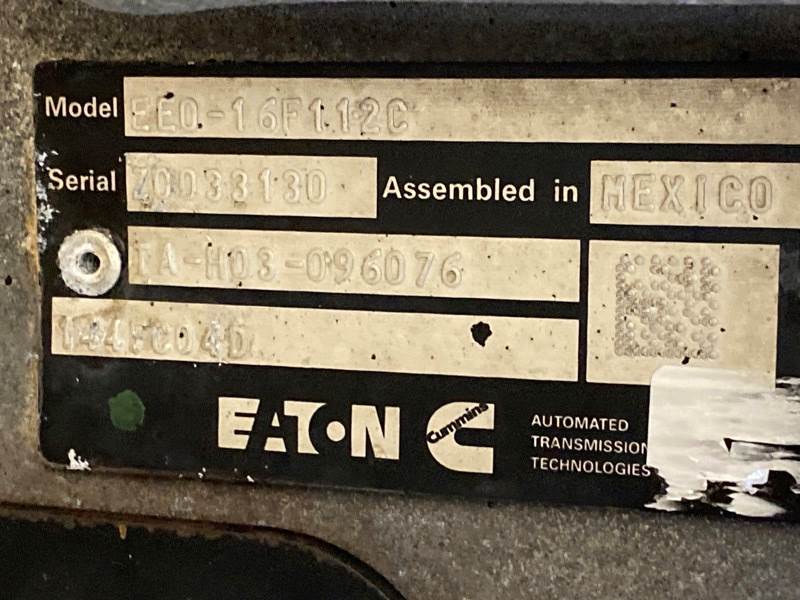 Model EEO-16F112C
Serial Z0033130 Assembled in MEXICO
TA-H03-096076
EATON Cummins AUTOMATED
TRANSMISSION
TECHNOLOGIES